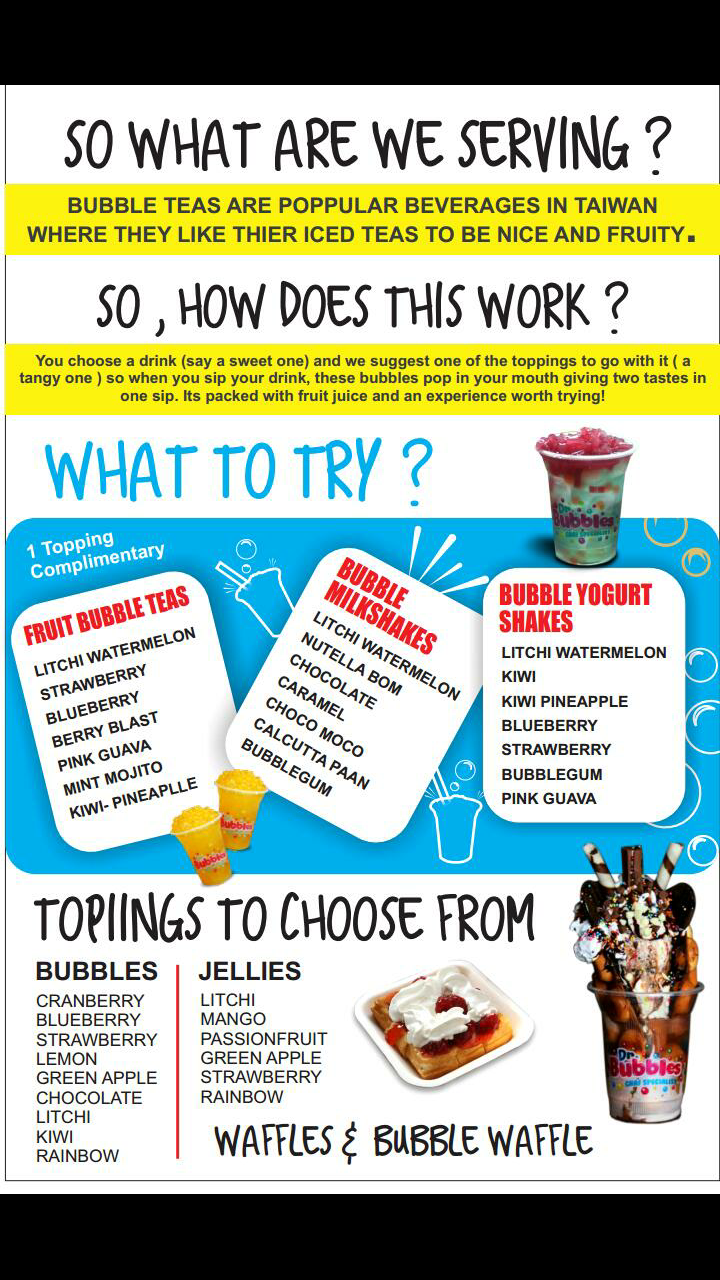 SO WHAT ARE WE SERVING ?
BUBBLE TEAS ARE POPPULAR BEVERAGES IN TAIWAN
WHERE THEY LIKE THIER ICED TEAS TO BE NICE AND FRUITY.
SO , HOW DOES THIS WORK ?
You choose a drink (say a sweet one) and we suggest one of the toppings to go with it ( a
tangy one ) so when you sip your drink, these bubbles pop in your mouth giving two tastes in
one sip. Its packed with fruit juice and an experience worth trying!
WHAT TO TRY ?
Dr.
Bubbles
CHAT SPECIALIST
1 Topping
Complimentary
FRUIT BUBBLE TEAS
LITCHI WATERMELON
STRAWBERRY
BLUEBERRY
BERRY BLAST
PINK GUAVA
MINT MOJITO
KIWI- PINEAPLLE
Bubbles
Bubbles
BUBBLE
MILKSHAKES
LITCHI WATERMELON
NUTELLA BOM
CHOCOLATE
CARAMEL
CHOCO MOCO
CALCUTTA PAAN
BUBBLEGUM
BUBBLE YOGURT
SHAKES
LITCHI WATERMELON
KIWI
KIWI PINEAPPLE
BLUEBERRY
STRAWBERRY
BUBBLEGUM
PINK GUAVA
TOPIINGS TO CHOOSE FROM
BUBBLES
CRANBERRY
BLUEBERRY
STRAWBERRY
LEMON
GREEN APPLE
CHOCOLATE
LITCHI
KIWI
RAINBOW
JELLIES
LITCHI
MANGO
PASSIONFRUIT
GREEN APPLE
STRAWBERRY
RAINBOW
Dr.
Bubbles
CHAT SPECIALIST
WAFFLES & BUBBLE WAFFLE